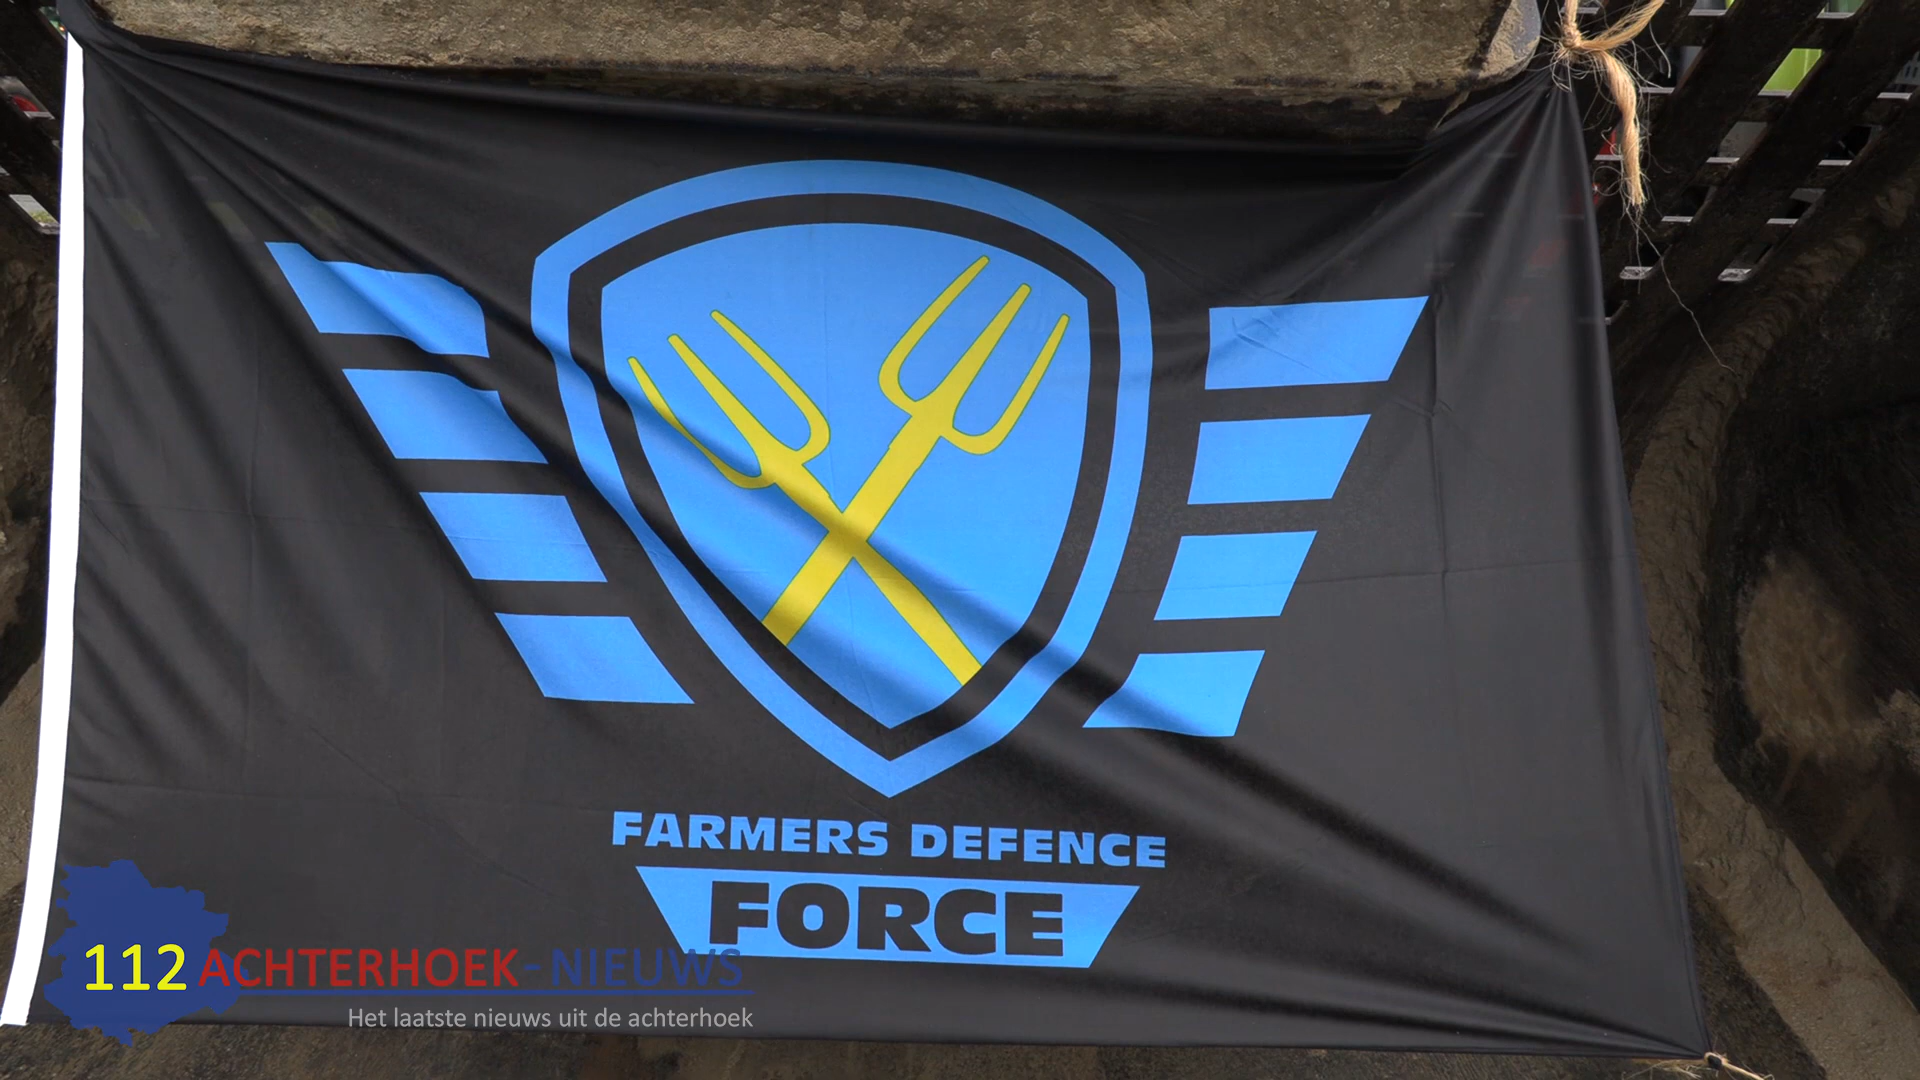 FARMERS DEFENCE
FORCE
112 ACHTERHOEK-NIEUWS
Het laatste nieuws uit de achterhoek